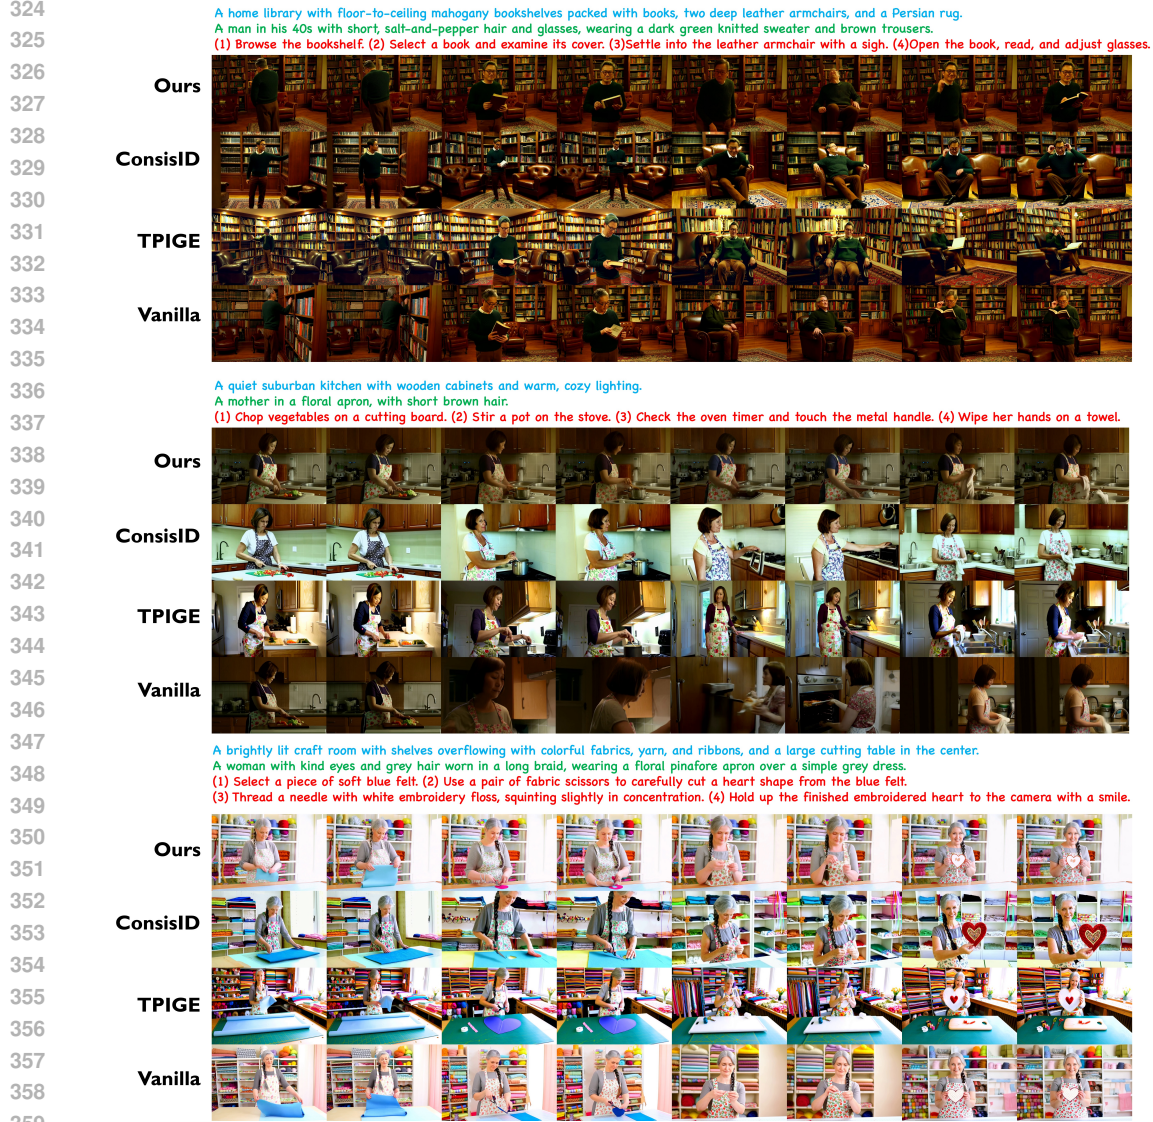 324
A home library with floor-to-ceiling mahogany bookshelves packed with books, two deep leather armchairs, and a Persian rug.
325
A man in his 40s with short, salt-and-pepper hair and glasses, wearing a dark green knitted sweater and brown trousers.
(1) Browse the bookshelf. (2) Select a book and examine its cover. (3)Settle into the leather armchair with a sigh. (4)Open the book, read, and adjust glasses.
326
Ours
327
328
ConsisID
329
330
331
TPIGE
332
333
Vanilla
334
335
336
A quiet suburban kitchen with wooden cabinets and warm, cozy lighting.
A mother in a floral apron, with short brown hair.
337
(1) Chop vegetables on a cutting board. (2) Stir a pot on the stove. (3) Check the oven timer and touch the metal handle. (4) Wipe her hands on a towel.
338
Ours
339
340
ConsisID
341
342
343
TPIGE
344
345
Vanilla
346
347
A brightly lit craft room with shelves overflowing with colorful fabrics, yarn, and ribbons, and a large cutting table in the center.
A woman with kind eyes and grey hair worn in a long braid, wearing a floral pinafore apron over a simple grey dress.
348
(1) Select a piece of soft blue felt. (2) Use a pair of fabric scissors to carefully cut a heart shape from the blue felt.
349
(3) Thread a needle with white embroidery floss, squinting slightly in concentration. (4) Hold up the finished embroidered heart to the camera with a smile.
350
Ours
351
352
ConsisID
353
354
355
TPIGE
356
357
Vanilla
358
359